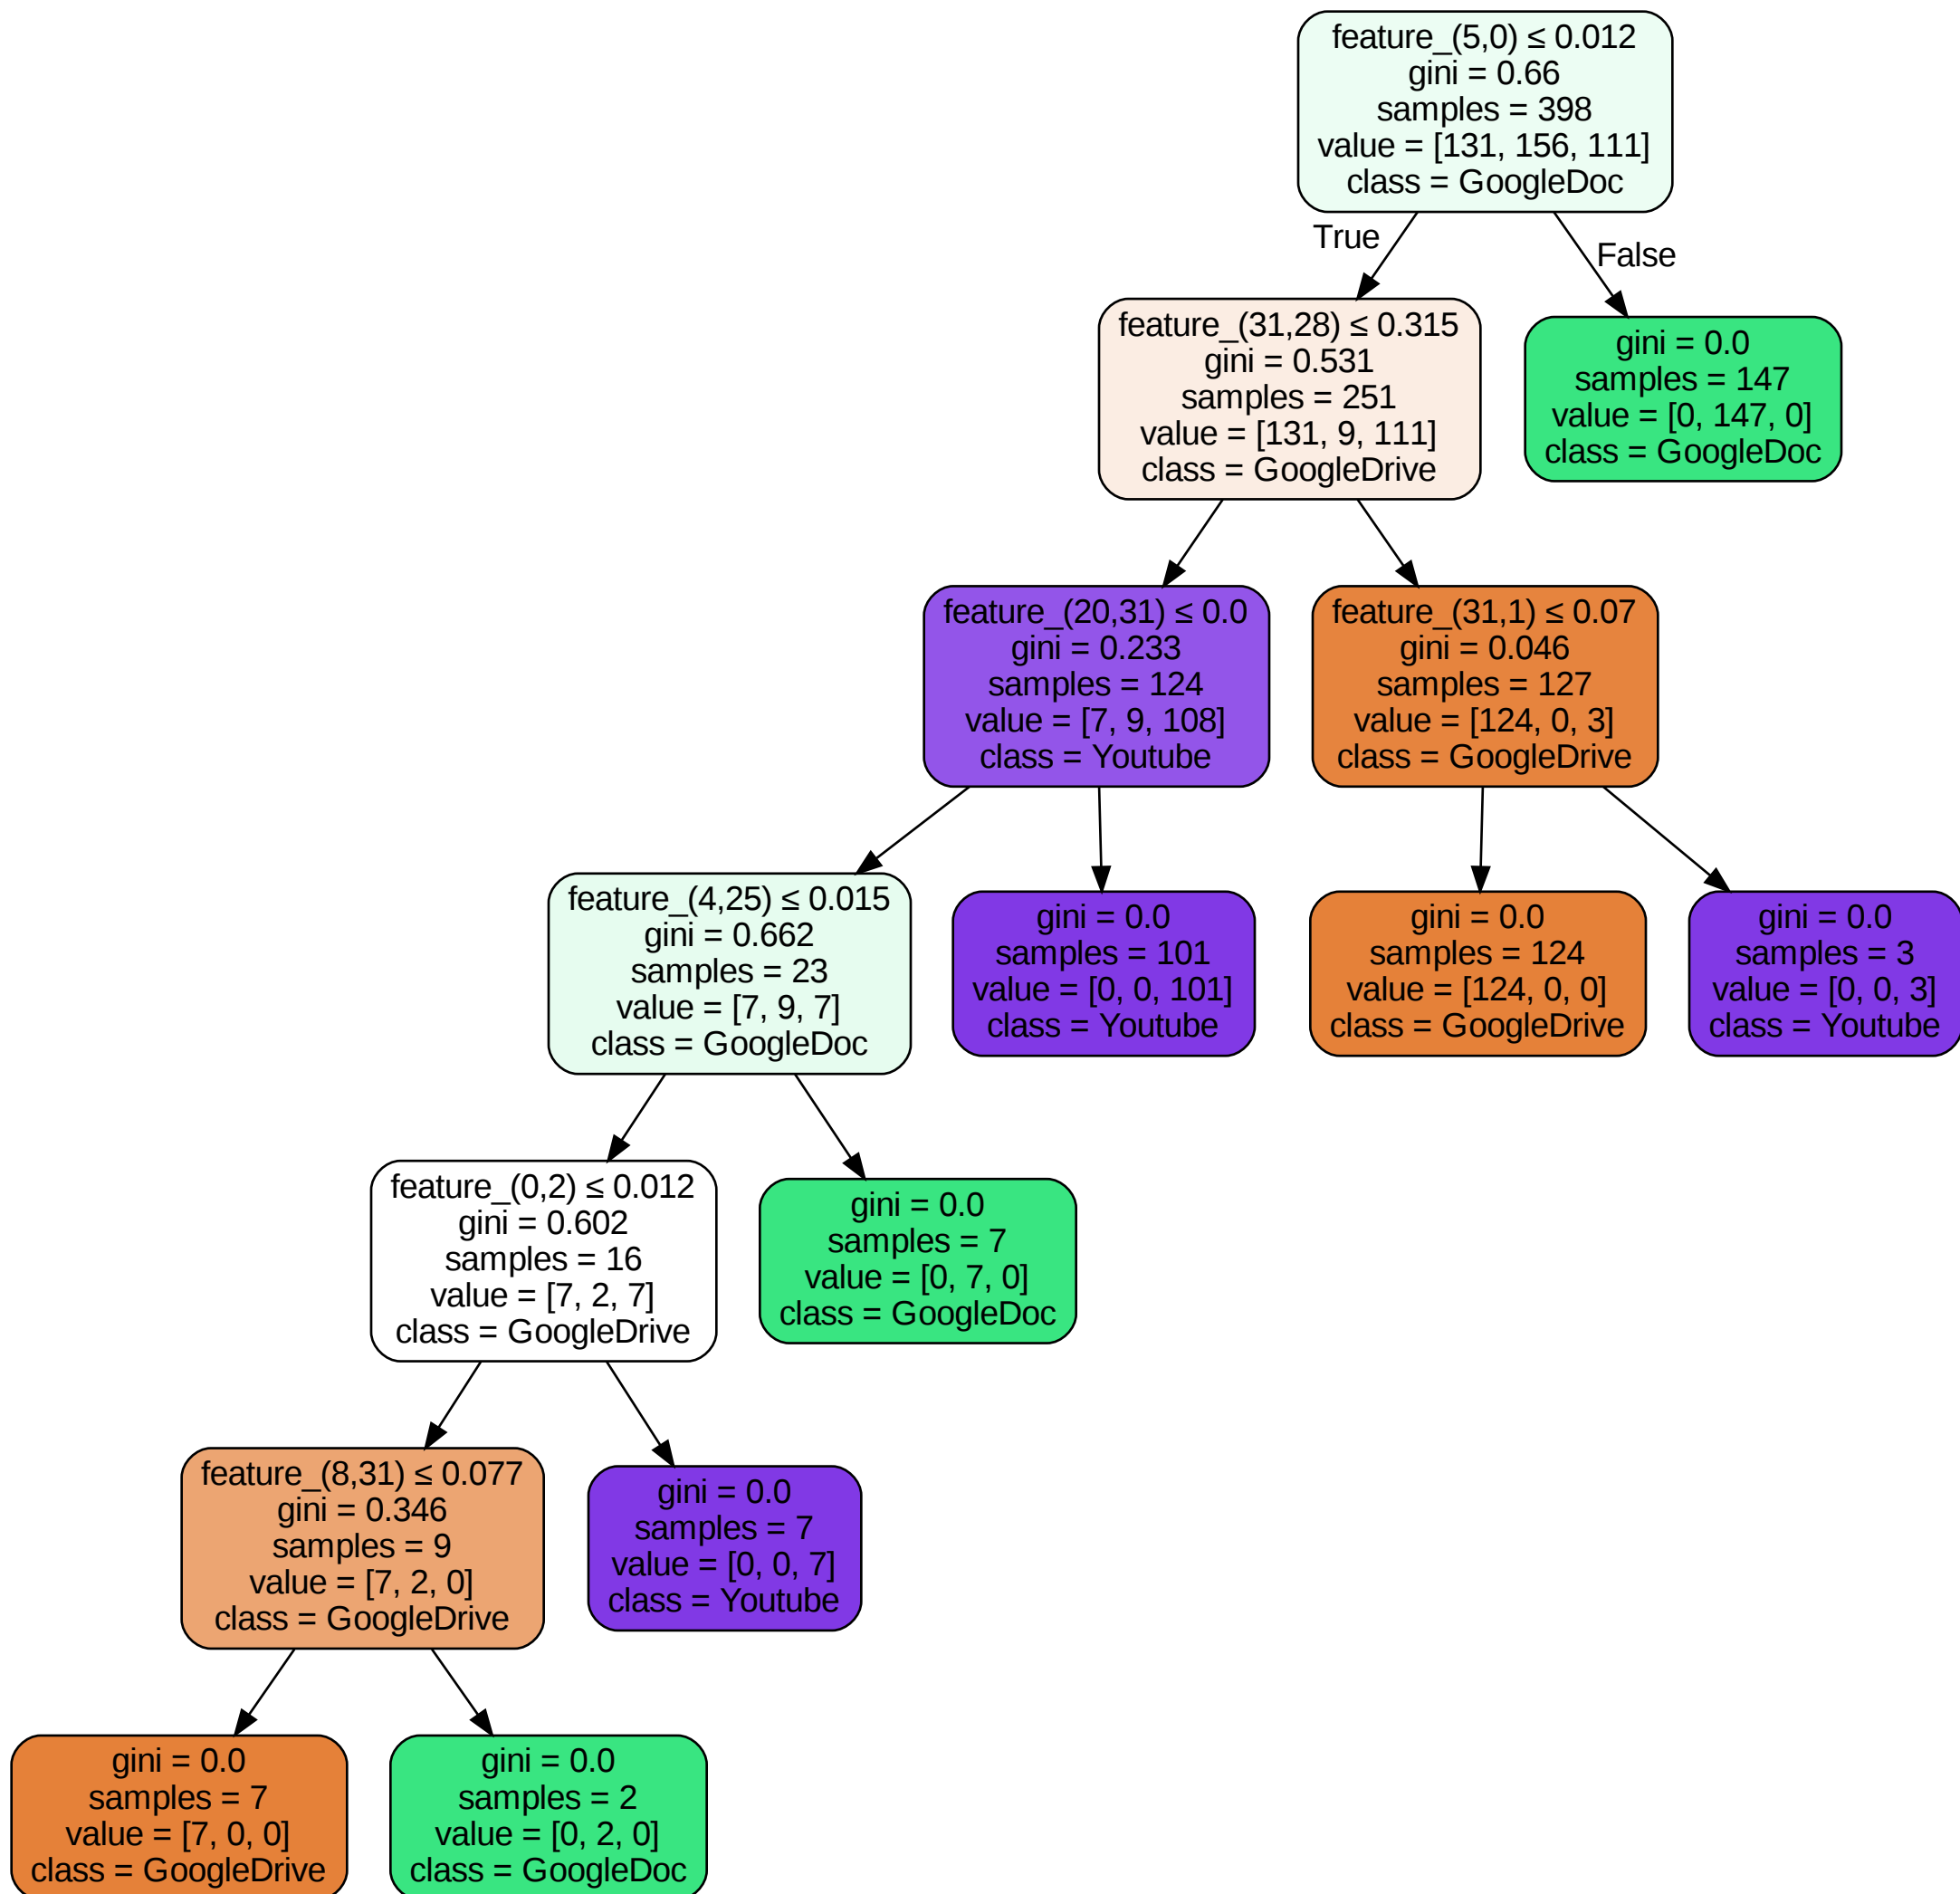 feature_(5,0) ≤ 0.012
gini = 0.66
samples = 398
value = [131, 156, 111]
class = GoogleDoc
True
False
feature_(31,28) ≤ 0.315
gini = 0.531
samples = 251
value = [131, 9, 111]
class = GoogleDrive
gini = 0.0
samples = 147
value = [0, 147, 0]
class = GoogleDoc
feature_(20,31) ≤ 0.0
gini = 0.233
samples = 124
value = [7, 9, 108]
class = Youtube
feature_(31,1) ≤ 0.07
gini = 0.046
samples = 127
value = [124, 0, 3]
class = GoogleDrive
feature_(4,25) ≤ 0.015
gini = 0.662
samples = 23
value = [7, 9, 7]
class = GoogleDoc
gini = 0.0
samples = 101
value = [0, 0, 101]
class = Youtube
gini = 0.0
samples = 124
value = [124, 0, 0]
class = GoogleDrive
gini = 0.0
samples = 3
value = [0, 0, 3]
class = Youtube
feature_(0,2) ≤ 0.012
gini = 0.602
samples = 16
value = [7, 2, 7]
class = GoogleDrive
gini = 0.0
samples = 7
value = [0, 7, 0]
class = GoogleDoc
feature_(8,31) ≤ 0.077
gini = 0.346
samples = 9
value = [7, 2, 0]
class = GoogleDrive
gini = 0.0
samples = 7
value = [0, 0, 7]
class = Youtube
gini = 0.0
samples = 7
value = [7, 0, 0]
class = GoogleDrive
gini = 0.0
samples = 2
value = [0, 2, 0]
class = GoogleDoc